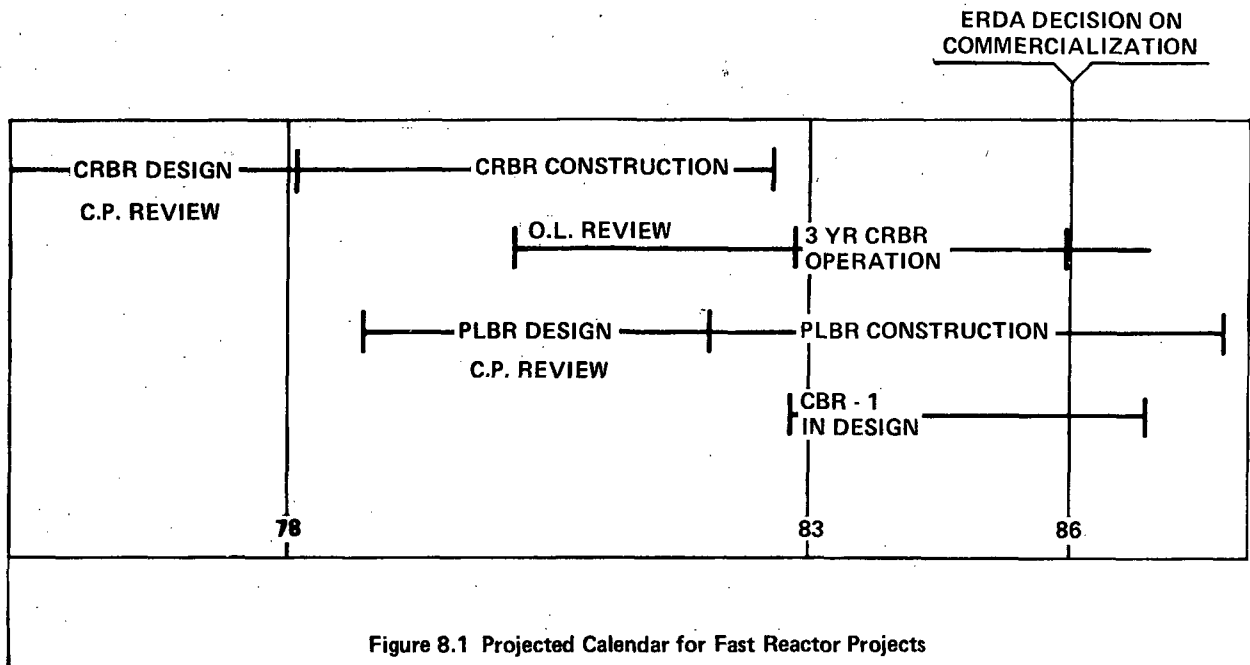 ERDA DECISION ON
COMMERCIALIZATION
CRBR DESIGN
C.P. REVIEW
CRBR CONSTRUCTION
O.L. REVIEW
3 YR CRBR
OPERATION
PLBR DESIGN
C.P. REVIEW
PLBR CONSTRUCTION
CBR - 1
IN DESIGN
78
83
86
Figure 8.1 Projected Calendar for Fast Reactor Projects